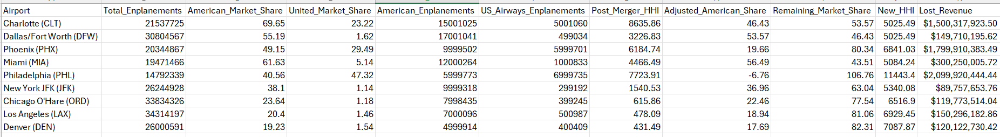 Airport Total_Enplanements American_Market_Share United_Market_Share American_Enplanements US_Airways_Enplanements Post_Merger_HHI Adjusted_American_Share Remaining_Market_Share New_HHI Lost_Revenue
Charlotte (CLT) 21537725 69.65 23.22 15001025 5001060 8635.86 46.43 53.57 5025.49 $1,500,317,923.50
Dallas/Fort Worth (DFW) 30804567 55.19 1.62 17001041 499034 3226.83 53.57 46.43 5025.49 $149,710,195.62
Phoenix (PHX) 20344867 49.15 29.49 9999502 5999701 6184.74 19.66 80.34 6841.03 $1,799,910,383.49
Miami (MIA) 19471466 61.63 5.14 12000264 1000833 4466.49 56.49 43.51 5084.24 $300,250,005.72
Philadelphia (PHL) 14792339 40.56 47.32 5999773 6999735 7723.91 -6.76 106.76 11443.4 $2,099,920,444.44
New York JFK (JFK) 26244928 38.1 1.14 9999318 299192 1540.53 36.96 63.04 5340.08 $89,757,653.76
Chicago O'Hare (ORD) 33834326 23.64 1.18 7998435 399245 615.86 22.46 77.54 6516.9 $119,773,514.04
Los Angeles (LAX) 34314197 20.4 1.46 7000096 500987 478.09 18.94 81.06 6929.45 $150,296,182.86
Denver (DEN) 26000591 19.23 1.54 4999914 400409 431.49 17.69 82.31 7087.87 $120,122,730.42